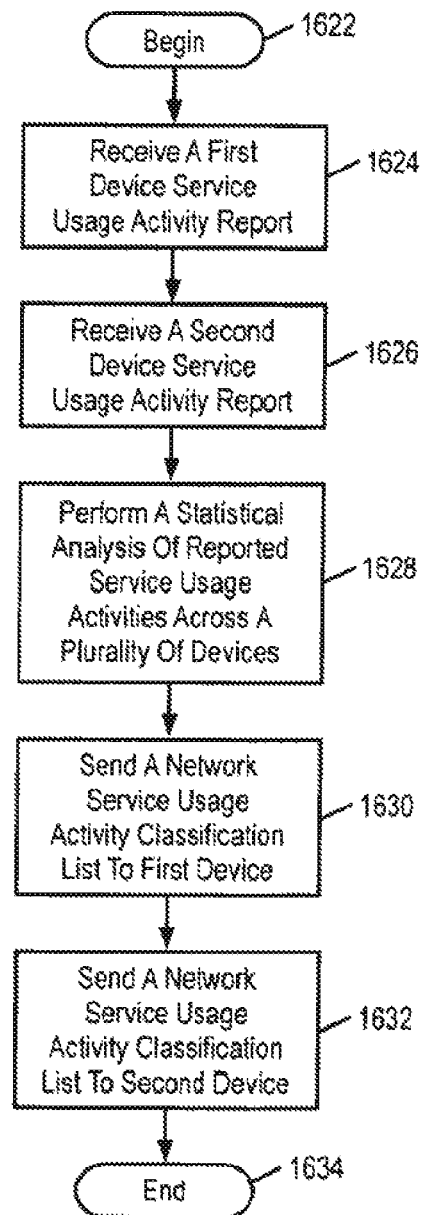 Begin
1622
Receive A First
Device Service
Usage Activity Report
1624
Receive A Second
Device Service
Usage Activity Report
1626
Perform A Statistical
Analysis Of Reported
Service Usage
Activities Across A
Plurality Of Devices
1628
Send A Network
Service Usage
Activity Classification
List To First Device
1630
Send A Network
Service Usage
Activity Classification
List To Second Device
1632
End
1634